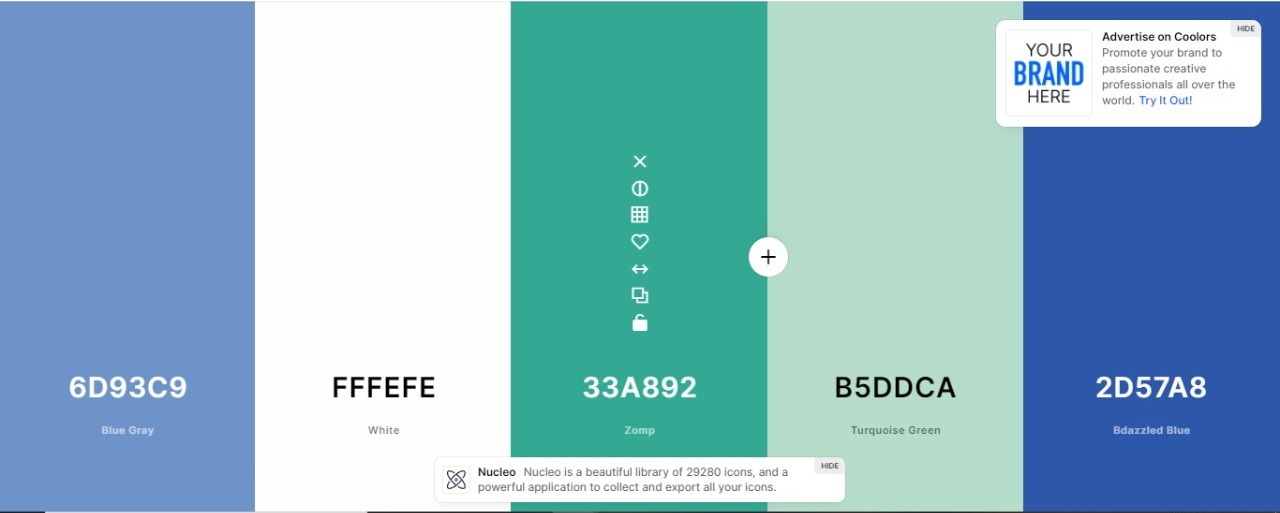 HIDE
Advertise on Coolors
YOUR
BRAND
HERE
Promote your brand to
passionate creative
professionals all over the
world. Try It Out!
6D93C9
Blue Gray
FFFEFE
White
33A892
Zomp
B5DDCA
Turquoise Green
2D57A8
Bdazzled Blue
HIDE
Nucleo Nucleo is a beautiful library of 29280 icons, and a
powerful application to collect and export all your icons.